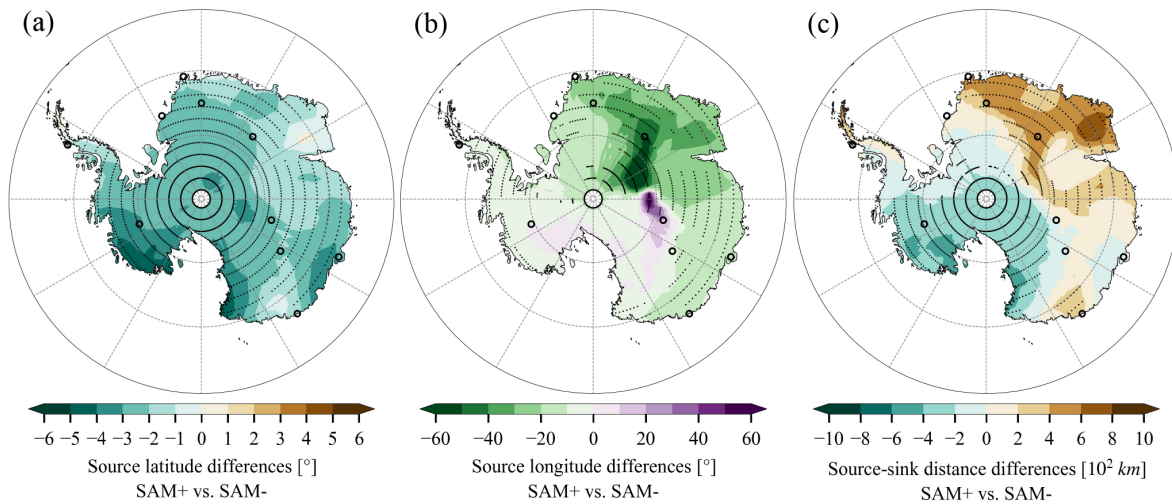 (a)
(b)
(c)
−6 −5 −4 −3 −2 −1 0 1 2 3 4 5 6
Source latitude differences [°]
SAM+ vs. SAM-
−60 −40 −20 0 20 40 60
Source longitude differences [°]
SAM+ vs. SAM-
−10 −8 −6 −4 −2 0 2 4 6 8 10
Source-sink distance differences [10² km]
SAM+ vs. SAM-